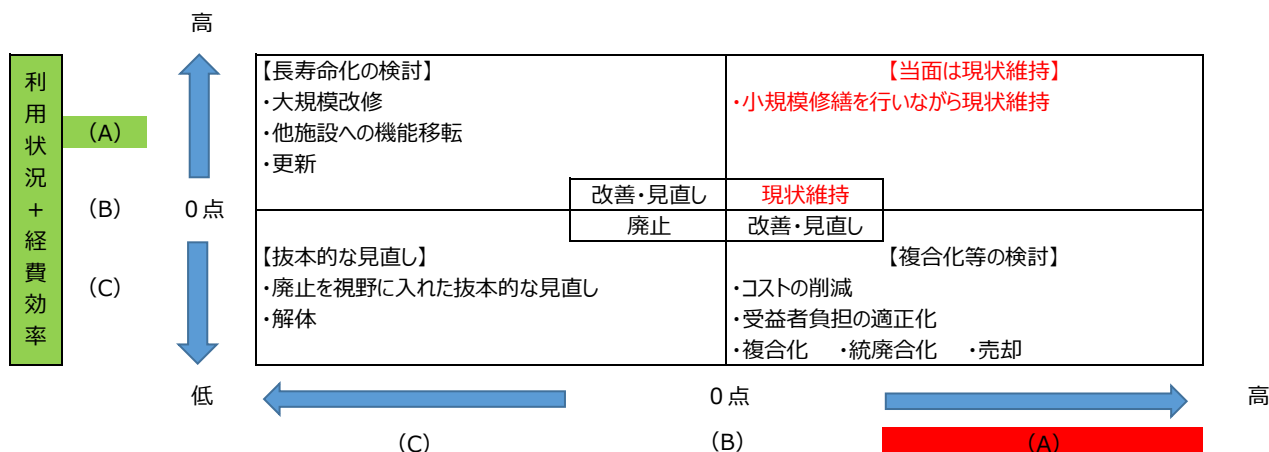 高
利用状況+経費効率
(A)
(B)
(C)
0点
【長寿命化の検討】
・大規模改修
・他施設への機能移転
・更新
【当面は現状維持】
・小規模修繕を行いながら現状維持
改善・見直し
現状維持
廃止
改善・見直し
【抜本的な見直し】
・廃止を視野に入れた抜本的な見直し
・解体
【複合化等の検討】
・コストの削減
・受益者負担の適正化
・複合化 ・統廃合化 ・売却
低
0点
高
(C)
(B)
(A)